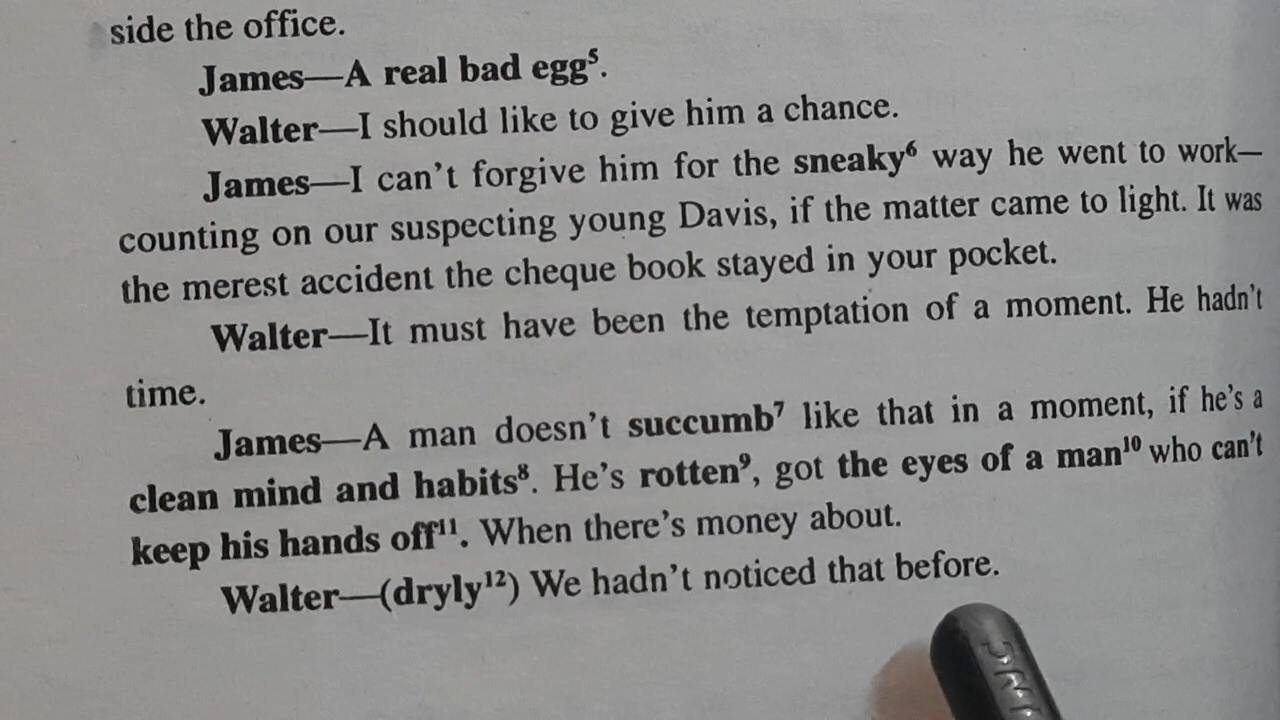 side the office.
James—A real bad egg⁵.
Walter—I should like to give him a chance.
James—I can't forgive him for the sneaky⁶ way he went to work—
counting on our suspecting young Davis, if the matter came to light. It was
the merest accident the cheque book stayed in your pocket.
Walter—It must have been the temptation of a moment. He hadn't
time.
James—A man doesn't succumb⁷ like that in a moment, if he's a
clean mind and habits⁸. He's rotten⁹, got the eyes of a man¹⁰ who can't
keep his hands off¹¹. When there's money about.
Walter—(dryly¹²) We hadn't noticed that before.